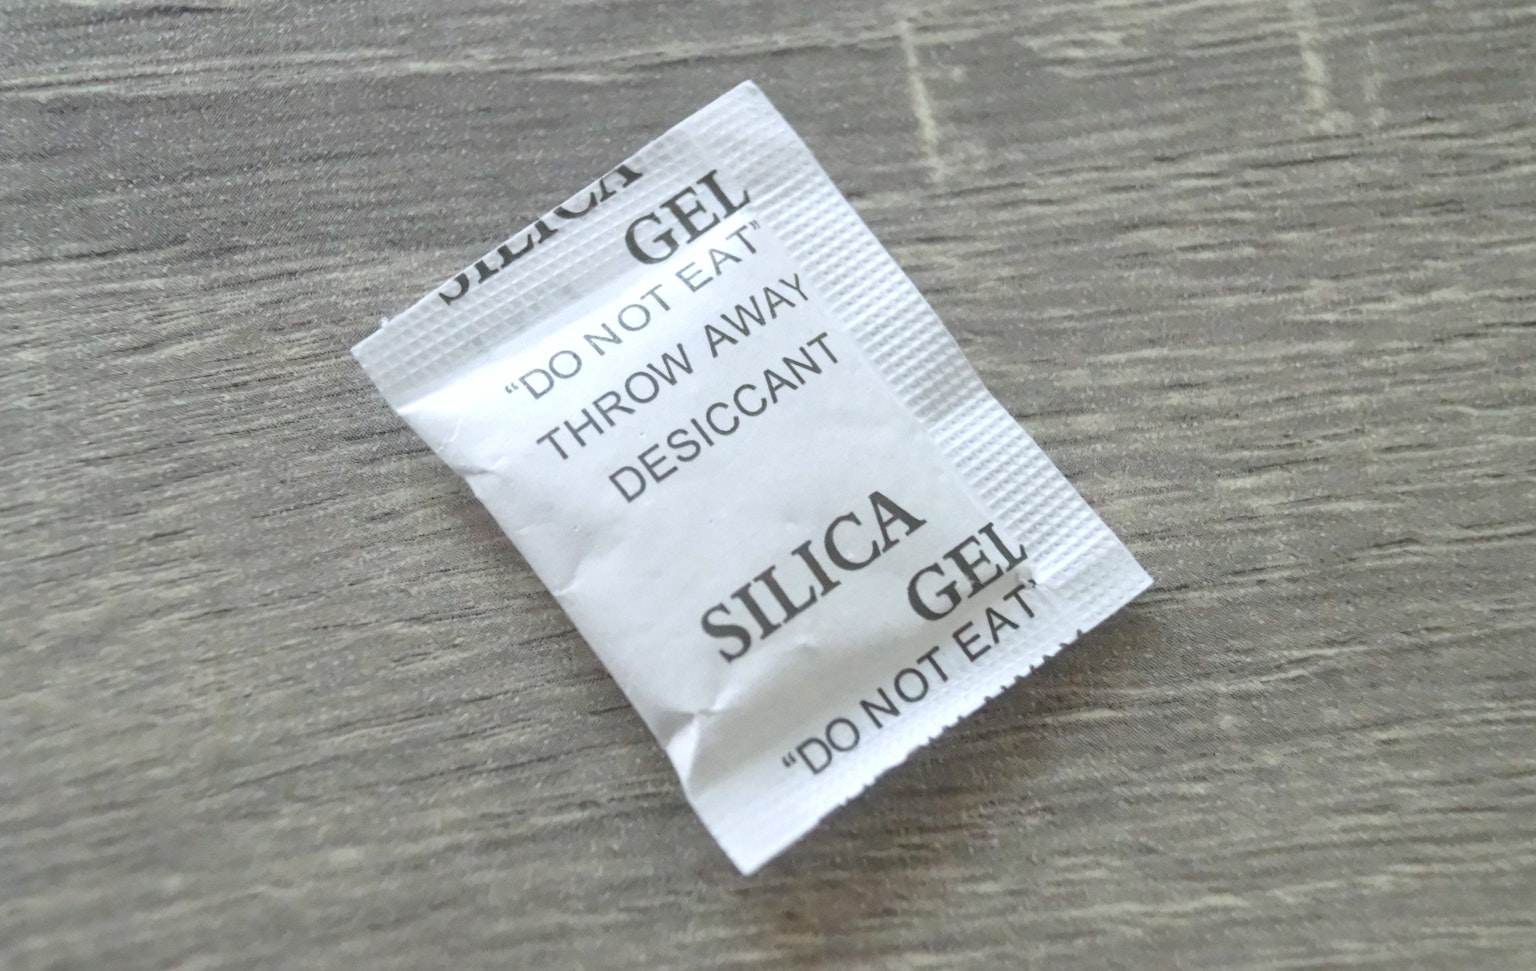 SILICA
GEL
“DO NOT EAT”
THROW AWAY
DESICCANT
SILICA
GEL
“DO NOT EAT”